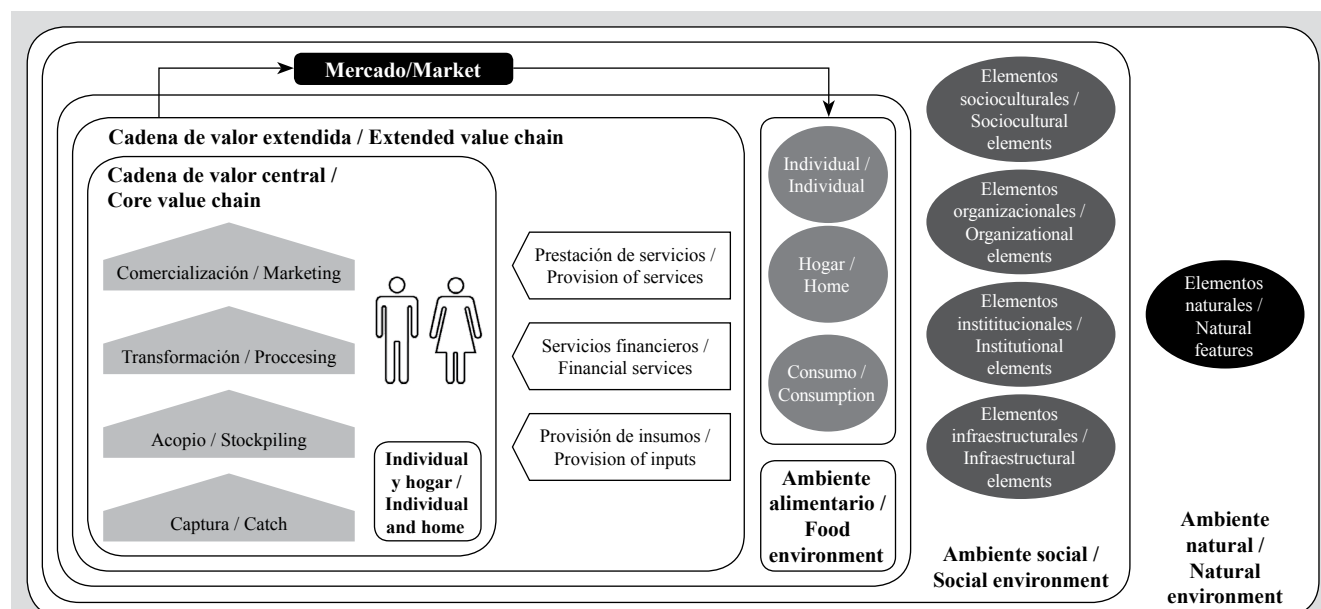 Mercado/Market
Cadena de valor extendida / Extended value chain
Cadena de valor central /
Core value chain
Comercialización / Marketing
Transformación / Proccesing
Acopio / Stockpiling
Captura / Catch
Individual
y hogar /
Individual
and home
Prestación de servicios /
Provision of services
Servicios financieros /
Financial services
Provisión de insumos /
Provision of inputs
Individual /
Individual
Hogar /
Home
Consumo /
Consumption
Ambiente
alimentario /
Food
environment
Elementos
socioculturales /
Sociocultural
elements
Elementos
organizacionales /
Organizational
elements
Elementos
instititucionales /
Institutional
elements
Elementos
infraestructurales /
Infraestructural
elements
Ambiente social /
Social environment
Elementos
naturales /
Natural
features
Ambiente
natural /
Natural
environment